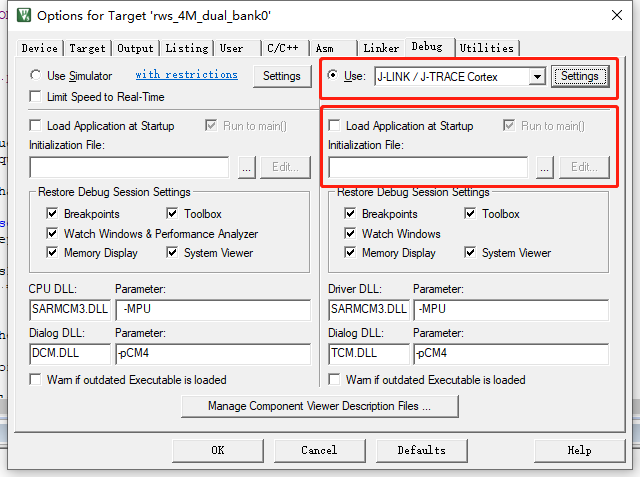 Options for Target 'rws_4M_dual_bank0'
Device Target Output Listing User C/C++ Asm Linker Debug Utilities
Use Simulator with restrictions Settings
Use: J-LINK / J-TRACE Cortex Settings
Limit Speed to Real-Time
Load Application at Startup Run to main()
Load Application at Startup Run to main()
Initialization File:
Initialization File:
... Edit...
... Edit...
Restore Debug Session Settings
Restore Debug Session Settings
Breakpoints Toolbox
Breakpoints Toolbox
Watch Windows & Performance Analyzer
Watch Windows
Memory Display System Viewer
Memory Display System Viewer
CPU DLL: Parameter:
Driver DLL: Parameter:
SARMCM3.DLL -MPU
SARMCM3.DLL -MPU
Dialog DLL: Parameter:
Dialog DLL: Parameter:
DCM.DLL -pCM4
TCM.DLL -pCM4
Warn if outdated Executable is loaded
Warn if outdated Executable is loaded
Manage Component Viewer Description Files ...
OK Cancel Defaults Help